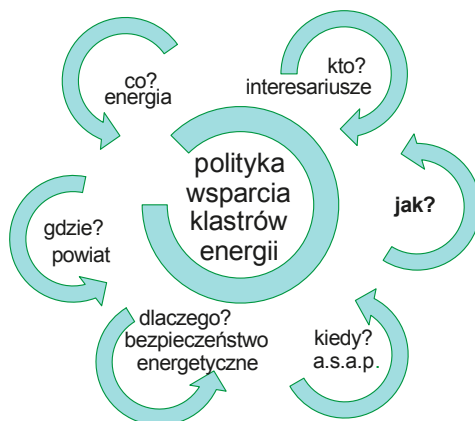 co?
energia
kto?
interesariusze
polityka
wsparcia
klastrów
energii
jak?
gdzie?
powiat
dlaczego?
bezpieczeństwo
energetyczne
kiedy?
a.s.a.p.